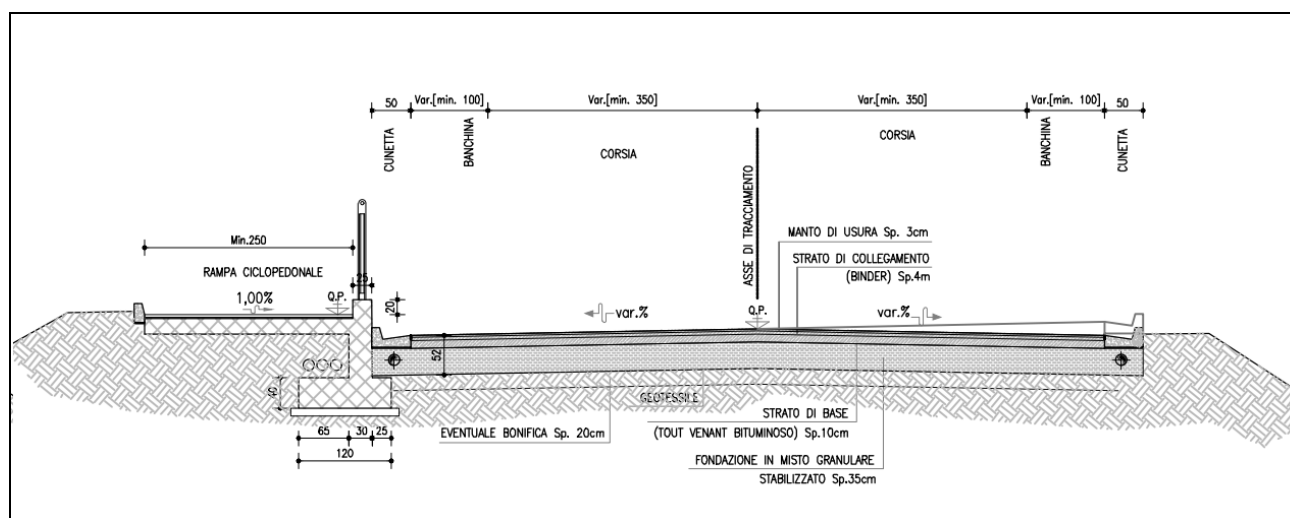 50
Var.[min. 100]
Var.[min. 350]
Var.[min. 350]
Var.[min. 100]
50
CUNETTA
BANCHINA
CORSIA
CORSIA
BANCHINA
CUNETTA
ASSE DI TRACCIAMENTO
Min.250
RAMPA CICLOPEDONALE
25
MANTO DI USURA Sp. 3cm
STRATO DI COLLEGAMENTO
(BINDER) Sp.4m
1,00%
Q.P.
20
var.%
Q.P.
var.%
52
40
GEOTESSILE
STRATO DI BASE
(TOUT VENANT BITUMINOSO) Sp.10cm
65
30
25
EVENTUALE BONIFICA Sp. 20cm
120
FONDAZIONE IN MISTO GRANULARE
STABILIZZATO Sp.35cm